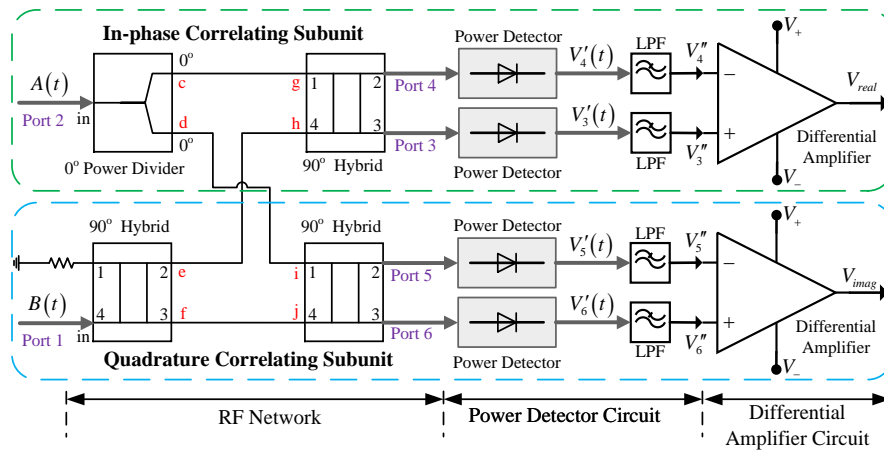 In-phase Correlating Subunit
Power Detector
LPF
V₊
0°
A(t)
Port 2
in
c
d
0°
0° Power Divider
g
h
1 2
4 3
90° Hybrid
Port 4
Port 3
V′₄(t)
V″₄
V′₃(t)
V″₃
LPF
Power Detector
−
+
V_real
Differential
Amplifier
V₋
90° Hybrid
90° Hybrid
Power Detector
LPF
V₊
1 2
4 3
e
f
B(t)
Port 1
in
i
j
1 2
4 3
Port 5
Port 6
V′₅(t)
V″₅
V′₆(t)
V″₆
LPF
Power Detector
−
+
V_imag
Differential
Amplifier
V₋
Quadrature Correlating Subunit
RF Network
Power Detector Circuit
Differential
Amplifier Circuit